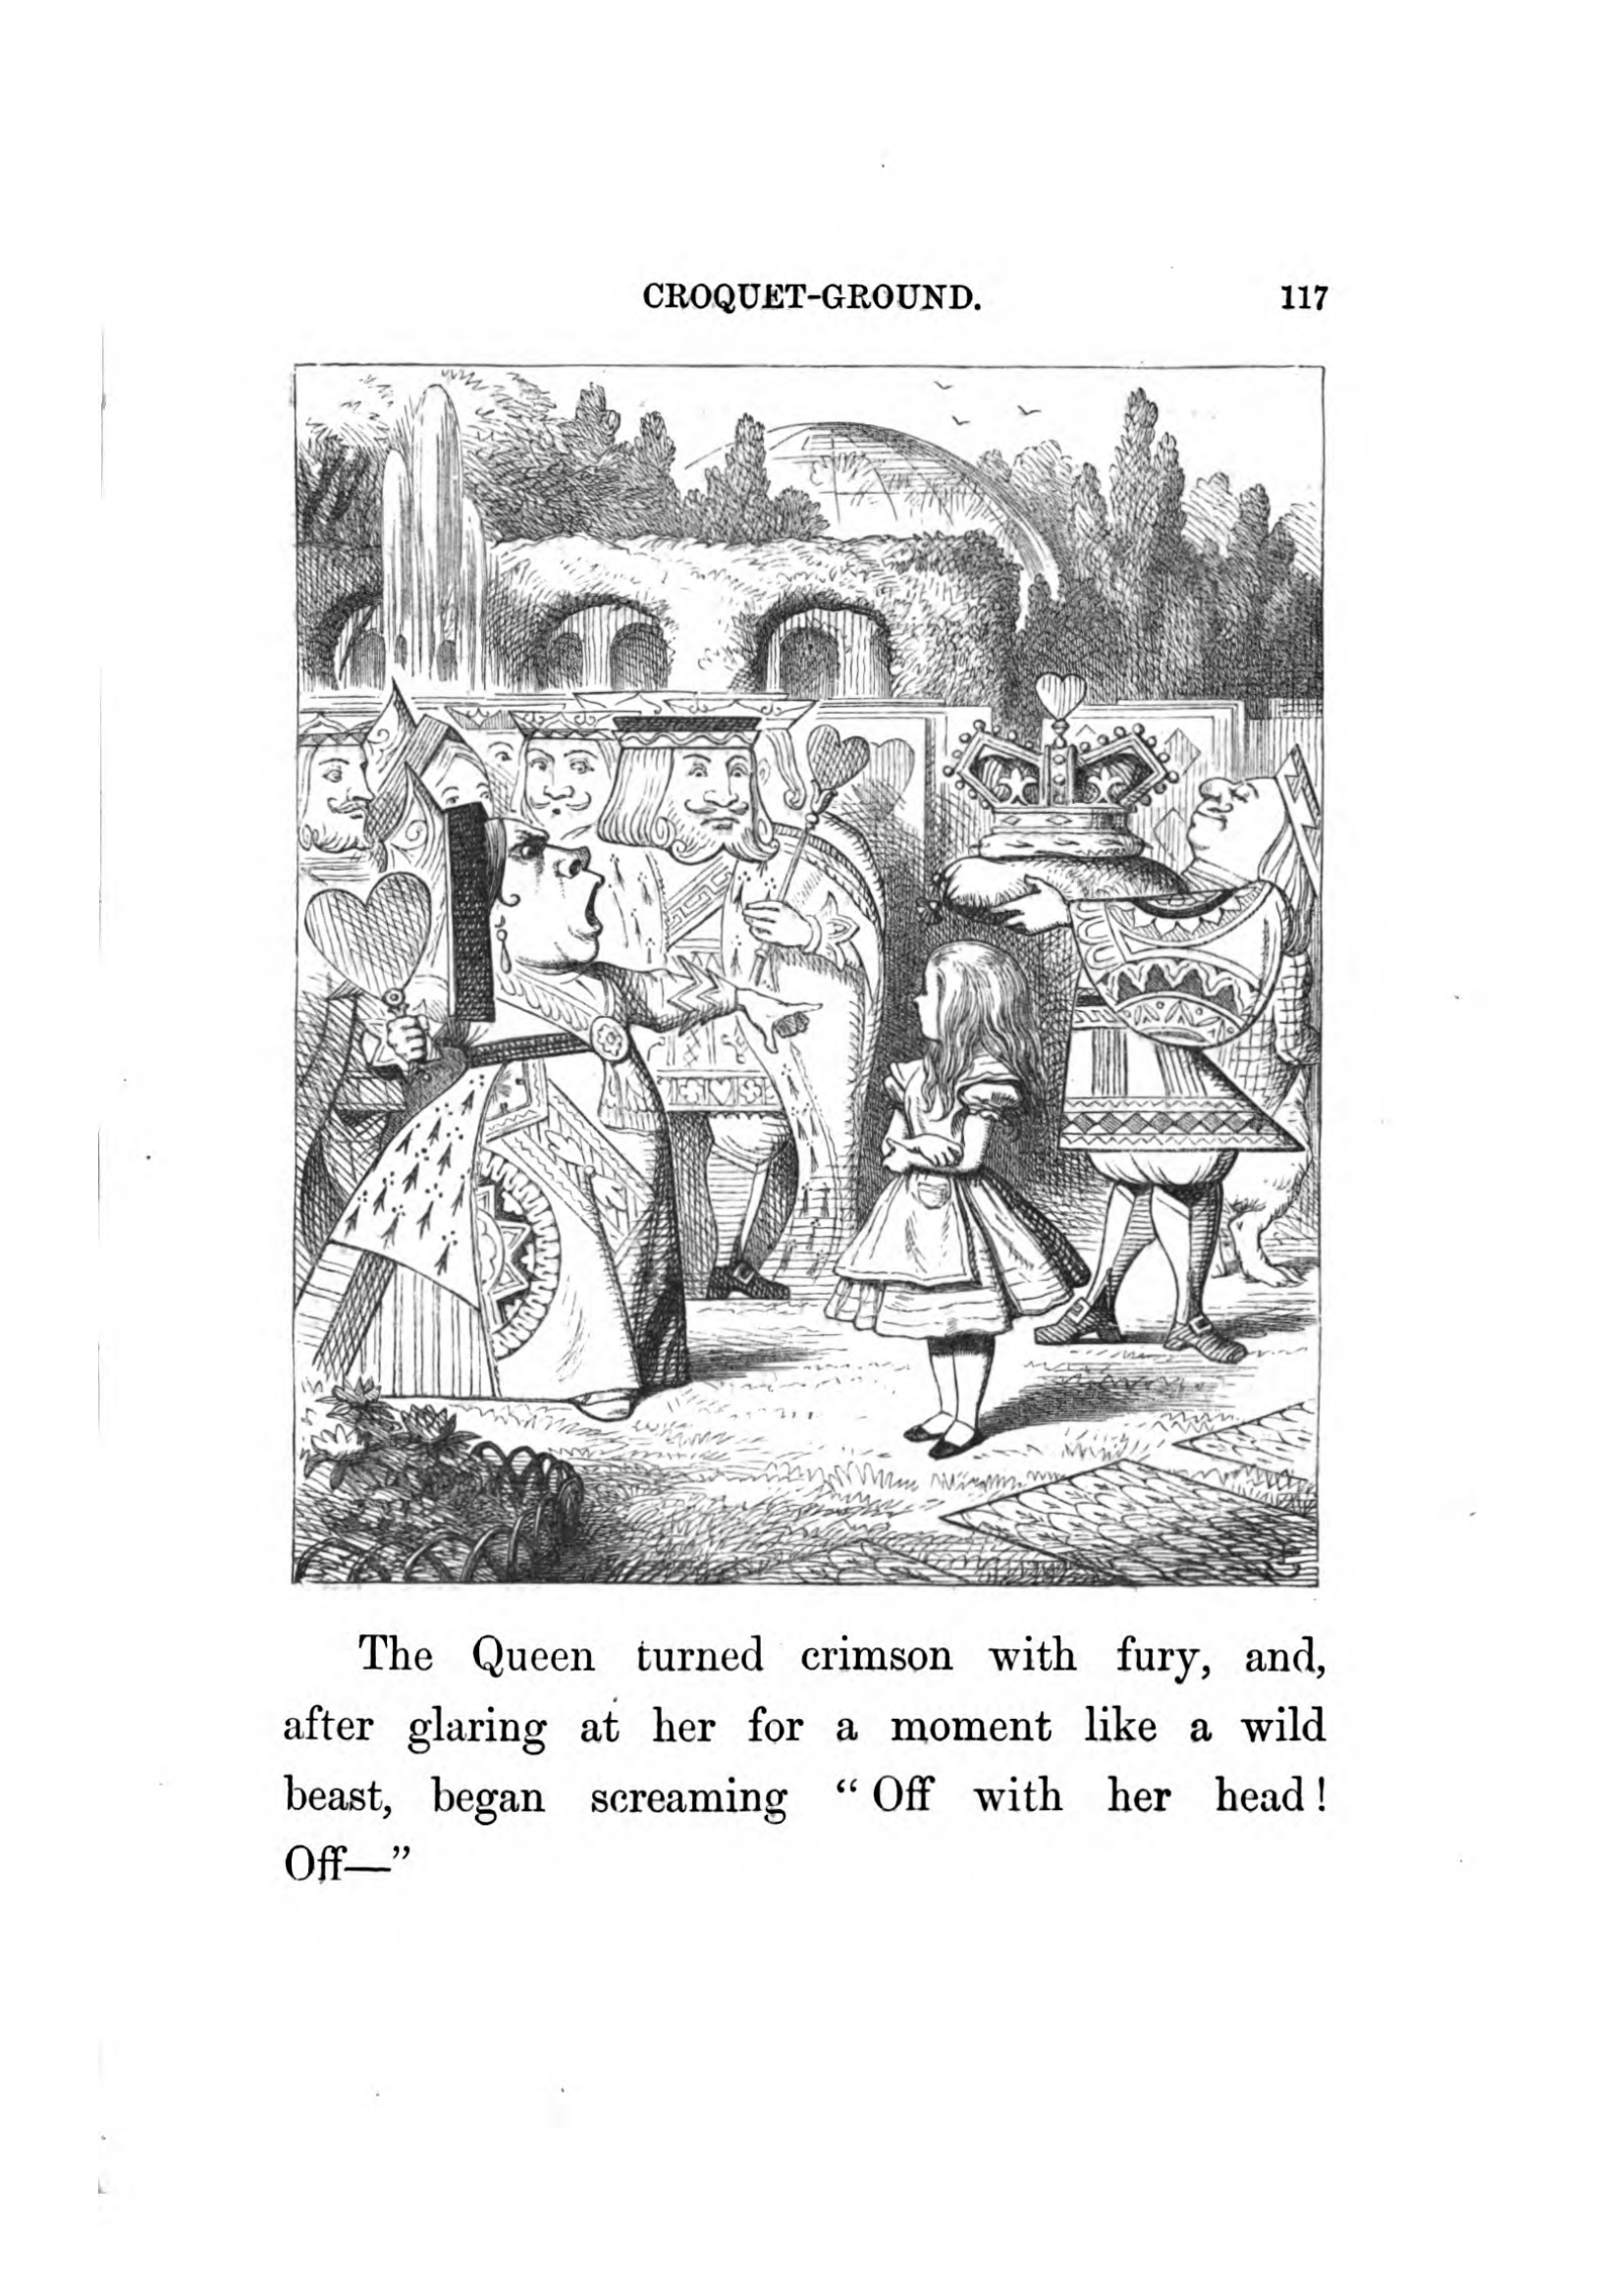 CROQUET-GROUND. 117
The Queen turned crimson with fury, and,
after glaring at her for a moment like a wild
beast, began screaming “ Off with her head!
Off—”